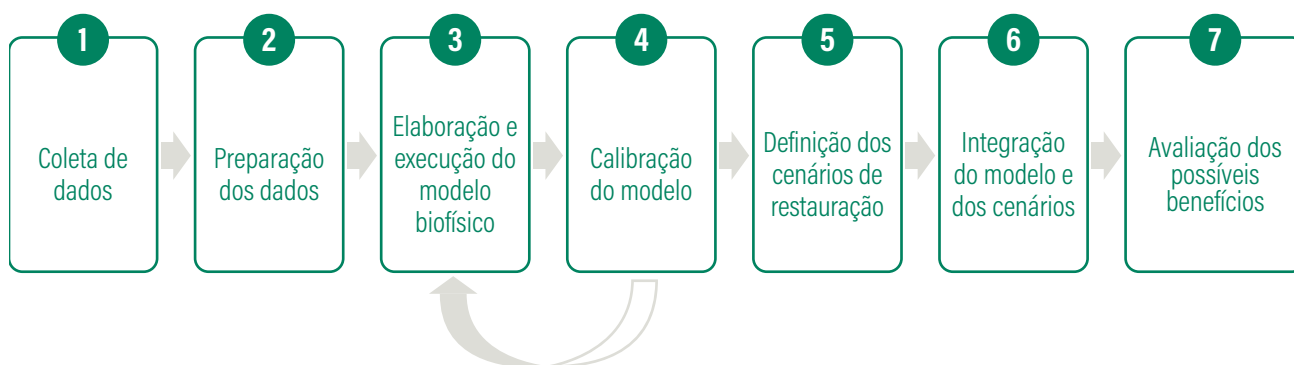 1
Coleta de
dados
2
Preparação
dos dados
3
Elaboração e
execução do
modelo
biofísico
4
Calibração
do modelo
5
Definição dos
cenários de
restauração
6
Integração
do modelo e
dos cenários
7
Avaliação dos
possíveis
benefícios